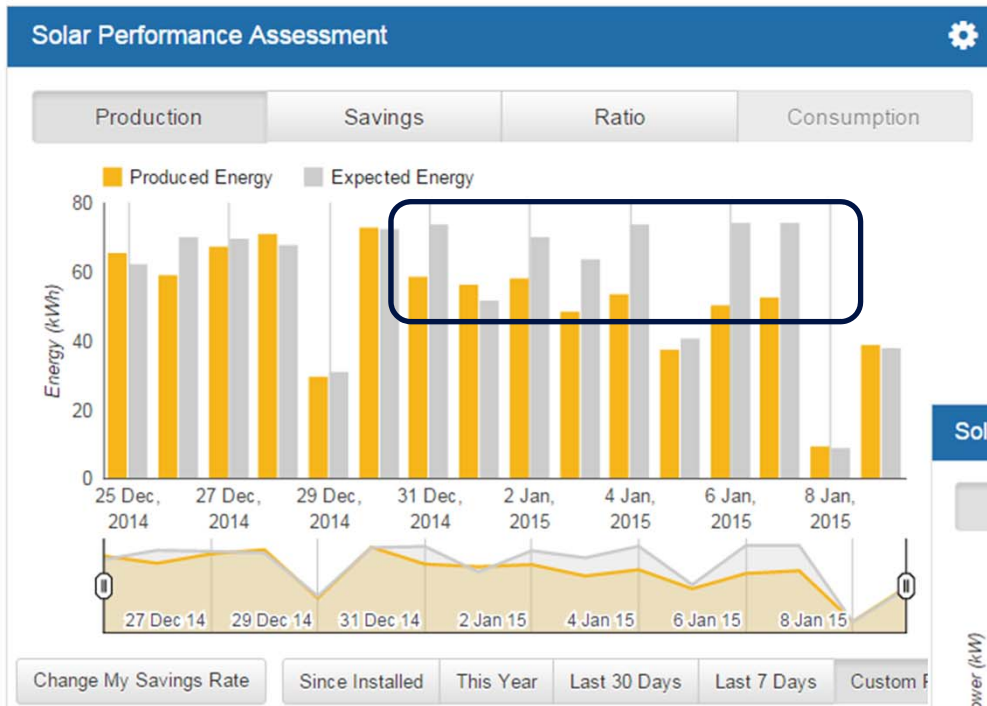 Solar Performance Assessment
Production Savings Ratio Consumption
Produced Energy Expected Energy
80
60
40
20
0
Energy (kWh)
25 Dec, 27 Dec, 29 Dec, 31 Dec, 2 Jan, 4 Jan, 6 Jan, 8 Jan,
2014 2014 2014 2014 2015 2015 2015 2015
27 Dec 14 29 Dec 14 31 Dec 14 2 Jan 15 4 Jan 15 6 Jan 15 8 Jan 15
Change My Savings Rate Since Installed This Year Last 30 Days Last 7 Days Custom
Sol
ower (kW)